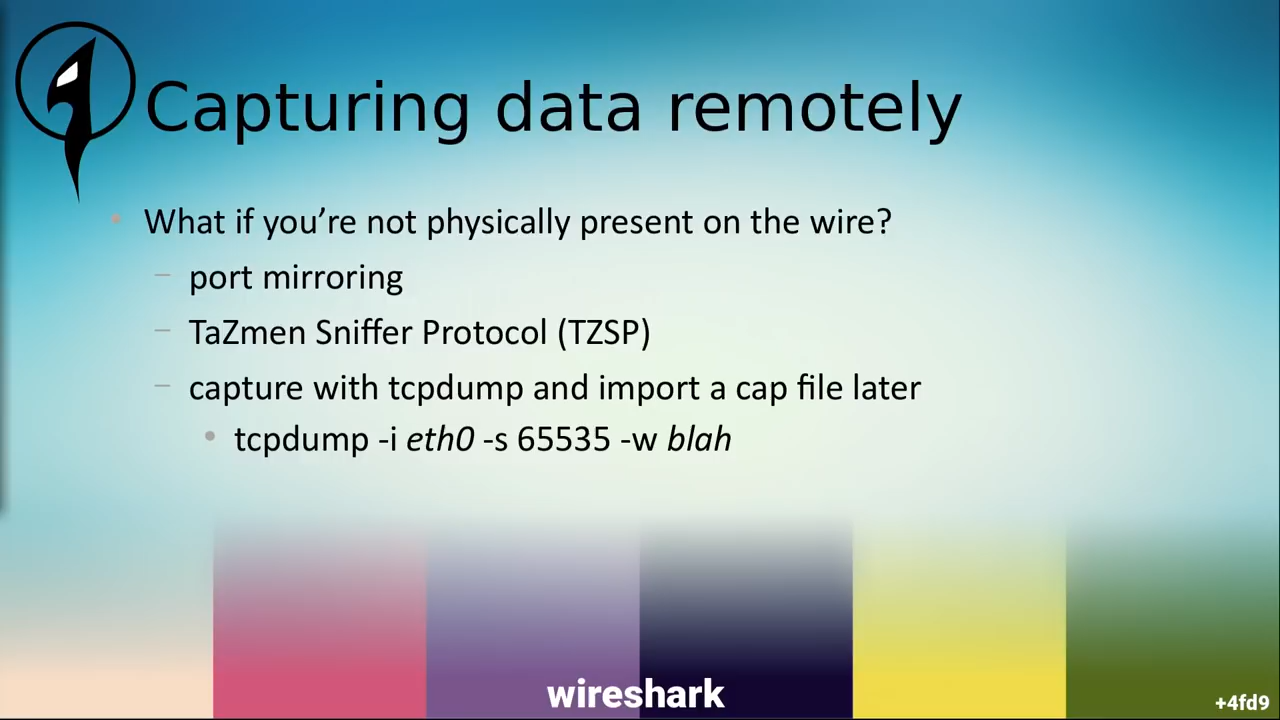 Capturing data remotely
What if you’re not physically present on the wire?
port mirroring
TaZmen Sniffer Protocol (TZSP)
capture with tcpdump and import a cap file later
tcpdump -i eth0 -s 65535 -w blah
wireshark
+4fd9